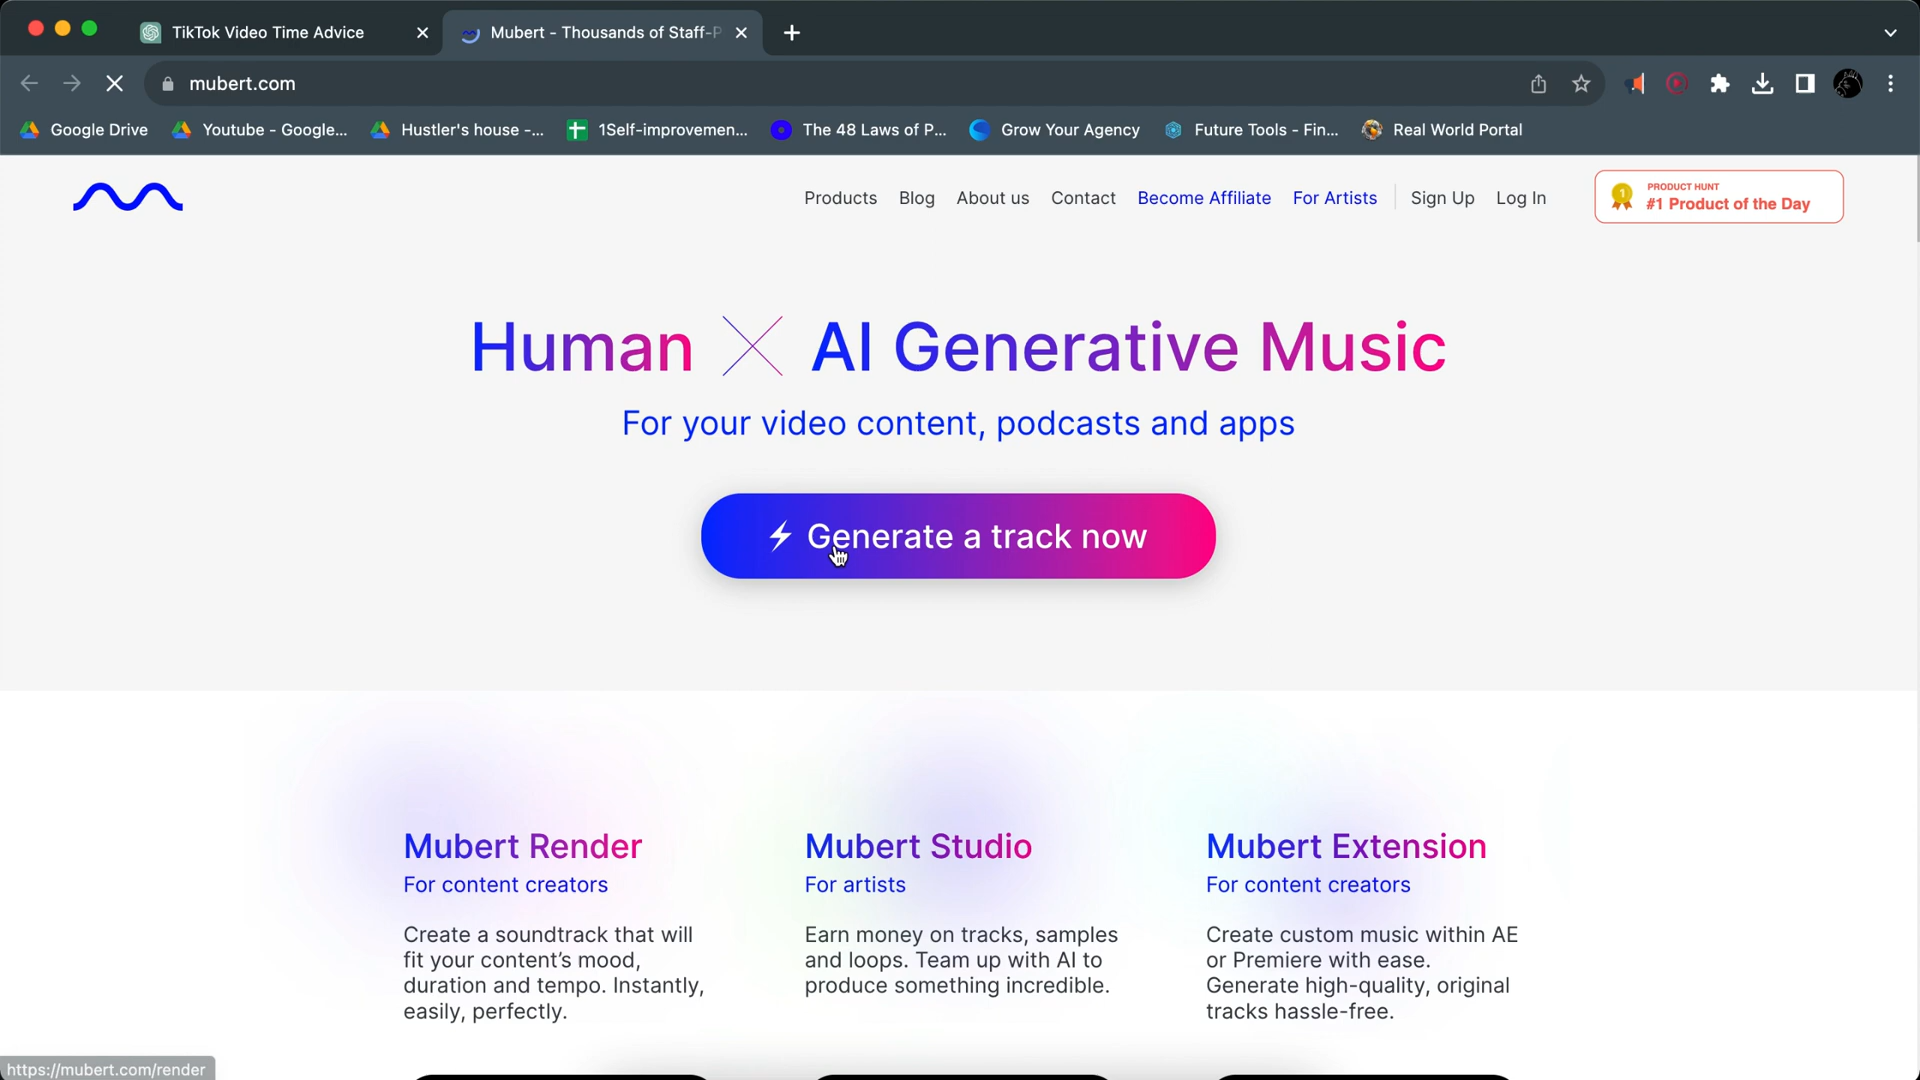 TikTok Video Time Advice
Mubert - Thousands of Staff-P
mubert.com
Google Drive
Youtube - Google...
Hustler's house -...
1Self-improvemen...
The 48 Laws of P...
Grow Your Agency
Future Tools - Fin...
Real World Portal
Products
Blog
About us
Contact
Become Affiliate
For Artists
Sign Up
Log In
1
PRODUCT HUNT
#1 Product of the Day
Human AI Generative Music
For your video content, podcasts and apps
Generate a track now
Mubert Render
For content creators
Create a soundtrack that will
fit your content's mood,
duration and tempo. Instantly,
easily, perfectly.
Mubert Studio
For artists
Earn money on tracks, samples
and loops. Team up with AI to
produce something incredible.
Mubert Extension
For content creators
Create custom music within AE
or Premiere with ease.
Generate high-quality, original
tracks hassle-free.
https://mubert.com/render